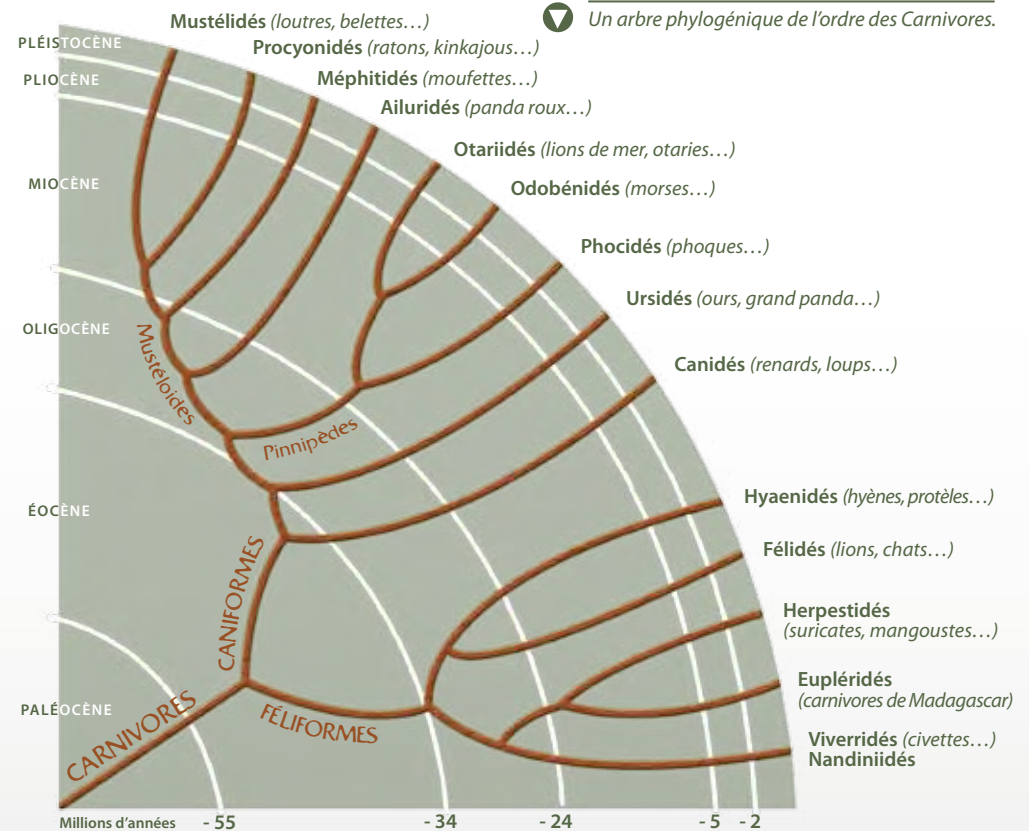 Un arbre phylogénique de l'ordre des Carnivores.
Mustélidés (loutres, belettes…)
Procyonidés (ratons, kinkajous…)
Méphitidés (moufettes…)
Ailuridés (panda roux…)
Otariidés (lions de mer, otaries…)
Odobénidés (morses…)
Phocidés (phoques…)
Ursidés (ours, grand panda…)
Canidés (renards, loups…)
Hyaenidés (hyènes, protèles…)
Félidés (lions, chats…)
Herpestidés
(suricates, mangoustes…)
Eupléridés
(carnivores de Madagascar)
Viverridés (civettes…)
Nandiniidés
PLÉISTOCÈNE
PLIOCÈNE
MIOCÈNE
OLIGOCÈNE
ÉOCÈNE
PALÉOCÈNE
Mustéloïdes
Pinnipèdes
CANIFORMES
FÉLIFORMES
CARNIVORES
Millions d'années - 55 - 34 - 24 - 5 - 2